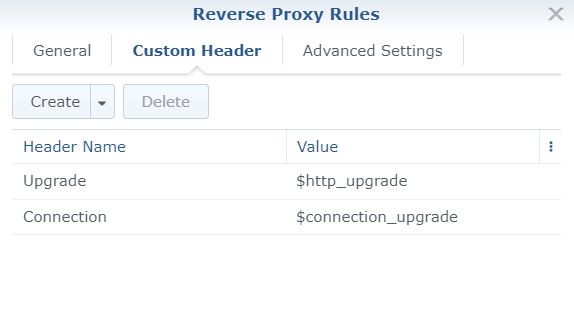 Reverse Proxy Rules
General Custom Header Advanced Settings
Create Delete
Header Name Value
Upgrade $http_upgrade
Connection $connection_upgrade